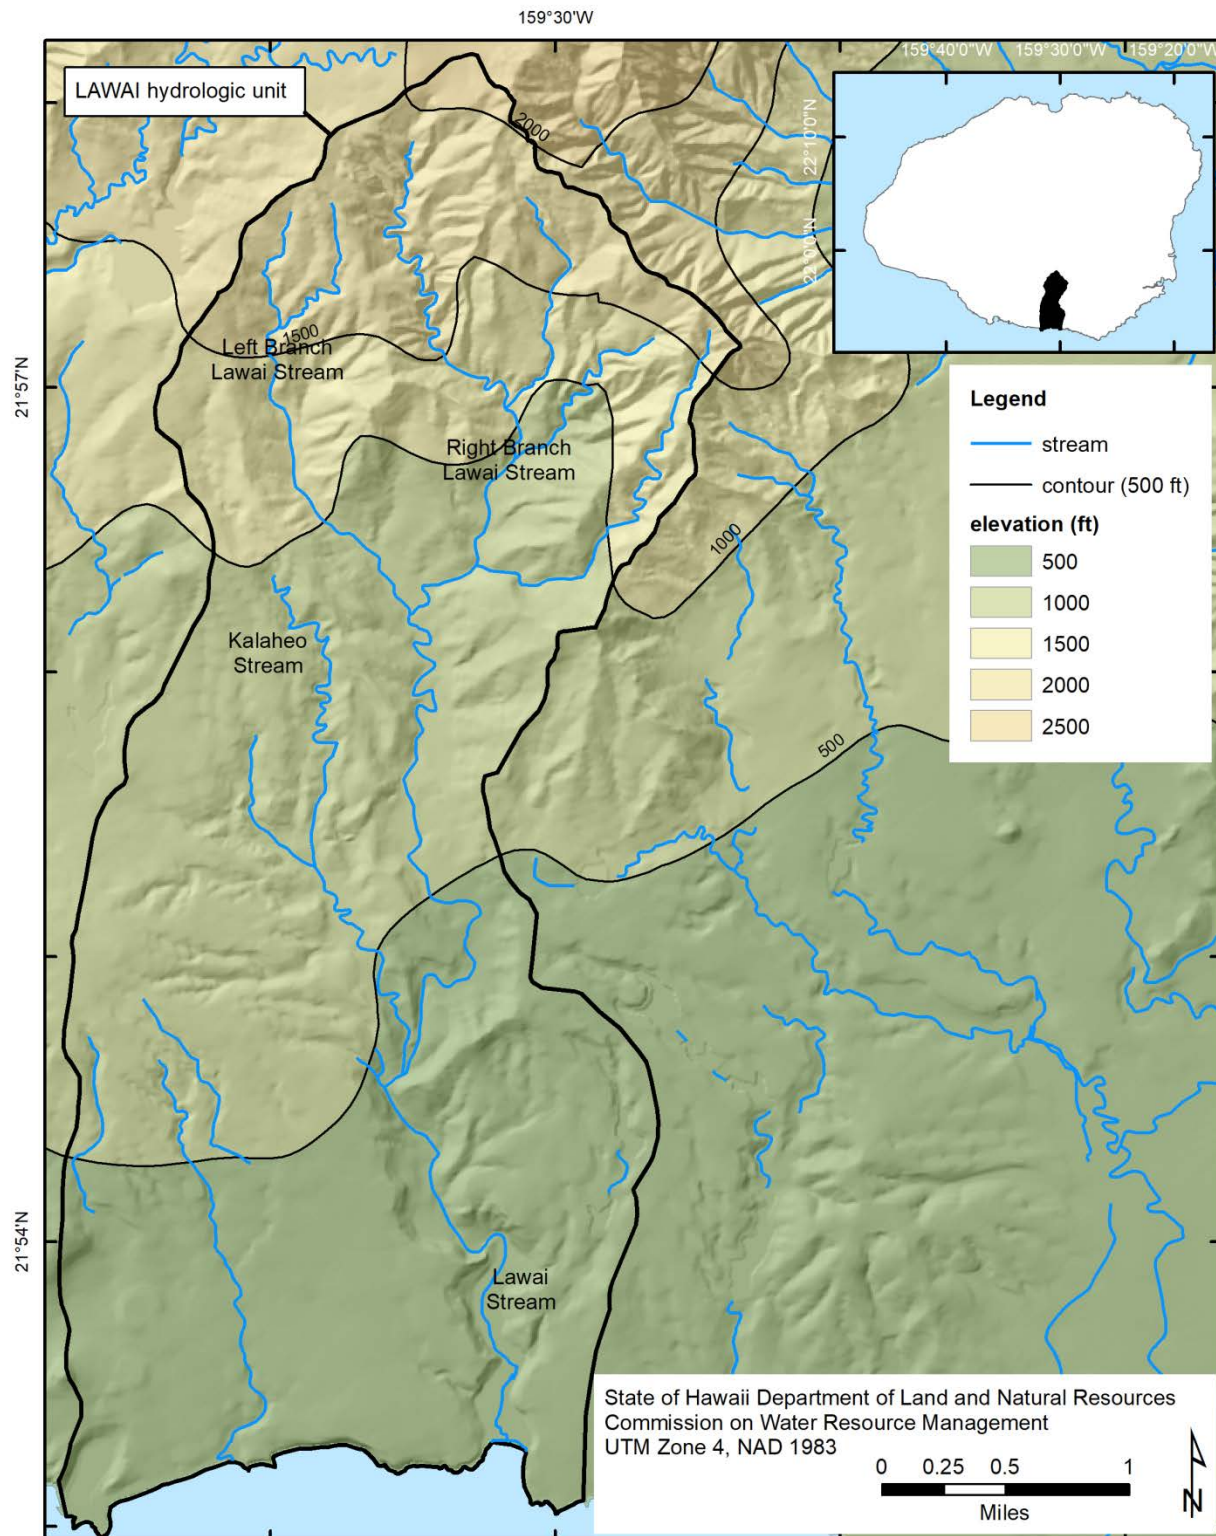 159°30'W
159°40'0"W 159°30'0"W 159°20'0"W
LAWAI hydrologic unit
2000
22°10'0"N
22°0'0"N
1500
Left Branch
Lawai Stream
21°57'N
Legend
stream
contour (500 ft)
elevation (ft)
500
1000
1500
2000
2500
Right Branch
Lawai Stream
1000
Kalaheo
Stream
500
21°54'N
Lawai
Stream
State of Hawaii Department of Land and Natural Resources
Commission on Water Resource Management
UTM Zone 4, NAD 1983
0 0.25 0.5 1
Miles
N